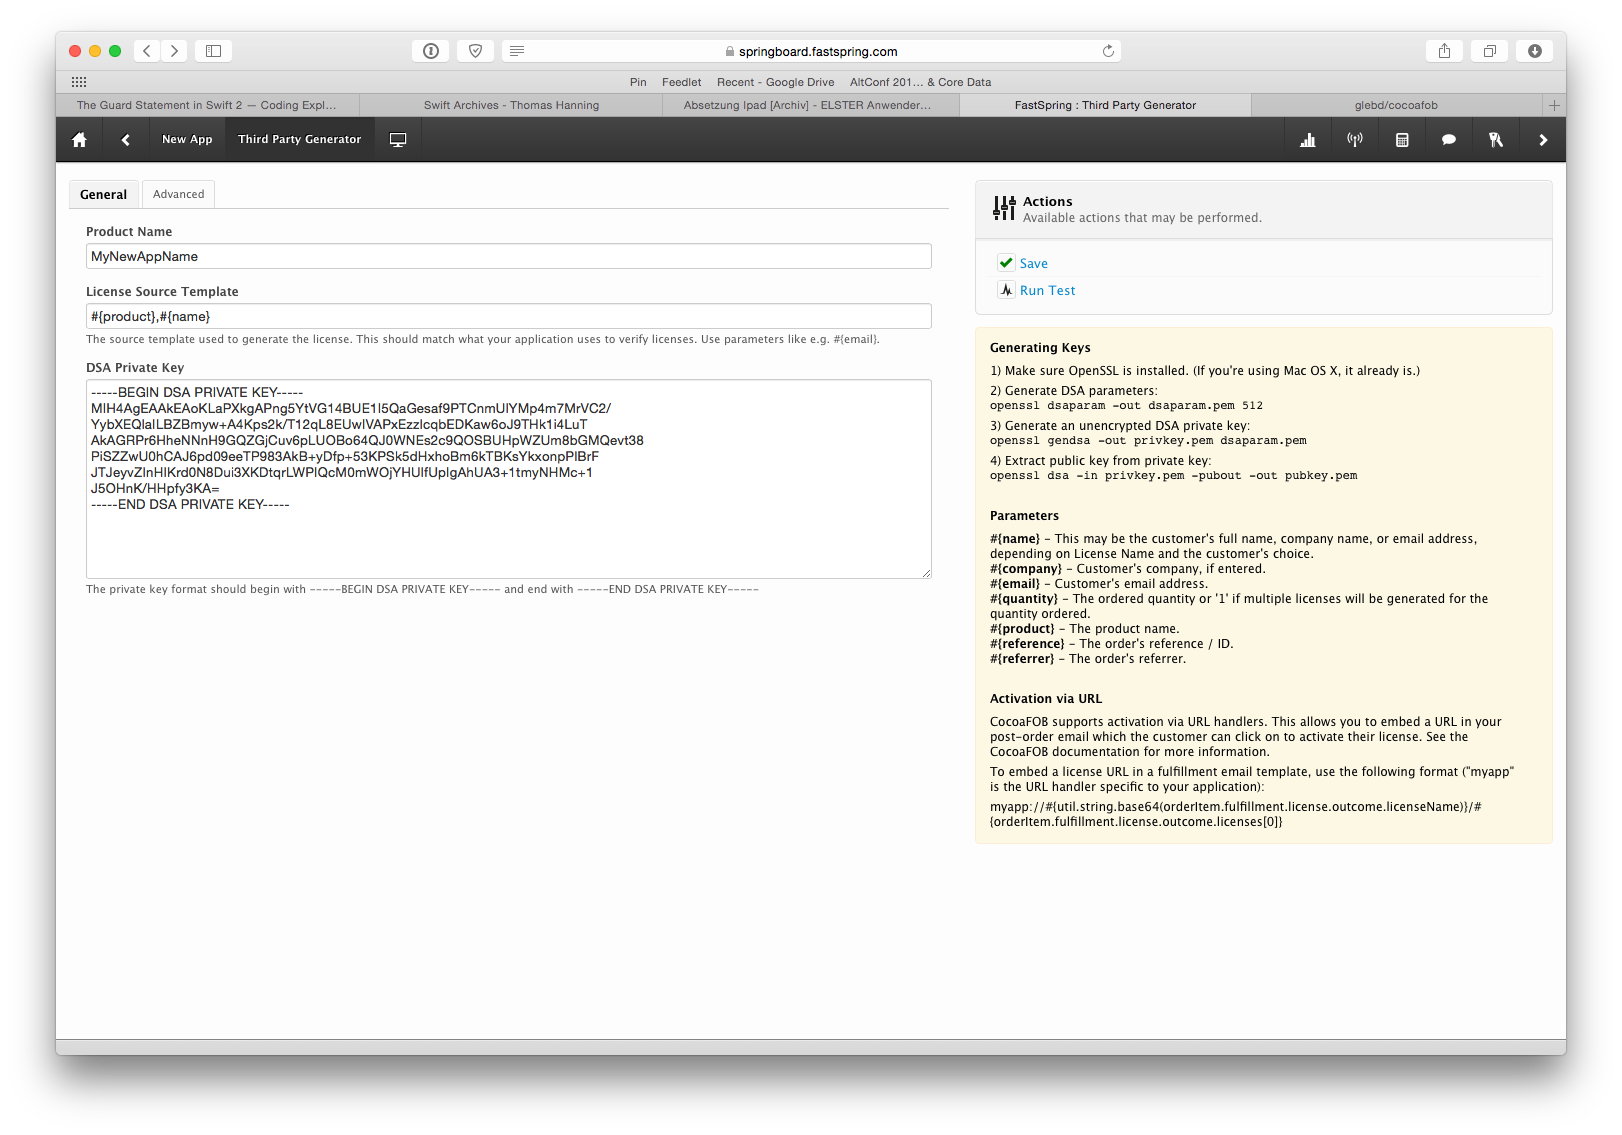 springboard.fastspring.com
Pin Feedlet Recent - Google Drive AltConf 201... & Core Data
The Guard Statement in Swift 2 — Coding Expl...
Swift Archives - Thomas Hanning
Absetzung Ipad [Archiv] - ELSTER Anwender...
FastSpring : Third Party Generator
glebd/cocoafob
New App
Third Party Generator
General
Advanced
Product Name
MyNewAppName
License Source Template
#{product},#{name}
The source template used to generate the license. This should match what your application uses to verify licenses. Use parameters like e.g. #{email}.
DSA Private Key
-----BEGIN DSA PRIVATE KEY-----
MIH4AgEAAkEAoKLaPXkgAPng5YtVG14BUE1I5QaGesaf9PTCnmUlYMp4m7MrVC2/
YybXEQlaILBZBmyw+A4Kps2k/T12qL8EUwIVAPxEzzIcqbEDKaw6oJ9THk1i4LuT
AkAGRPr6HheNNnH9GQZGjCuv6pLUOBo64QJ0WNEs2c9QOSBUHpWZUm8bGMQevt38
PiSZZwU0hCAJ6pd09eeTP983AkB+yDfp+53KPSk5dHxhoBm6kTBKsYkxonpPIBrF
JTJeyvZInHIKrd0N8Dui3XKDtqrLWPlQcM0mWOjYHUlfUplgAhUA3+1tmyNHMc+1
J5OHnK/HHpfy3KA=
-----END DSA PRIVATE KEY-----
The private key format should begin with -----BEGIN DSA PRIVATE KEY----- and end with -----END DSA PRIVATE KEY-----
Actions
Available actions that may be performed.
Save
Run Test
Generating Keys
1) Make sure OpenSSL is installed. (If you're using Mac OS X, it already is.)
2) Generate DSA parameters:
openssl dsaparam -out dsaparam.pem 512
3) Generate an unencrypted DSA private key:
openssl gendsa -out privkey.pem dsaparam.pem
4) Extract public key from private key:
openssl dsa -in privkey.pem -pubout -out pubkey.pem
Parameters
#{name} - This may be the customer's full name, company name, or email address,
depending on License Name and the customer's choice.
#{company} - Customer's company, if entered.
#{email} - Customer's email address.
#{quantity} - The ordered quantity or '1' if multiple licenses will be generated for the
quantity ordered.
#{product} - The product name.
#{reference} - The order's reference / ID.
#{referrer} - The order's referrer.
Activation via URL
CocoaFOB supports activation via URL handlers. This allows you to embed a URL in your
post-order email which the customer can click on to activate their license. See the
CocoaFOB documentation for more information.
To embed a license URL in a fulfillment email template, use the following format ("myapp"
is the URL handler specific to your application):
myapp://#{util.string.base64(orderItem.fulfillment.license.outcome.licenseName)}/#
{orderItem.fulfillment.license.outcome.licenses[0]}